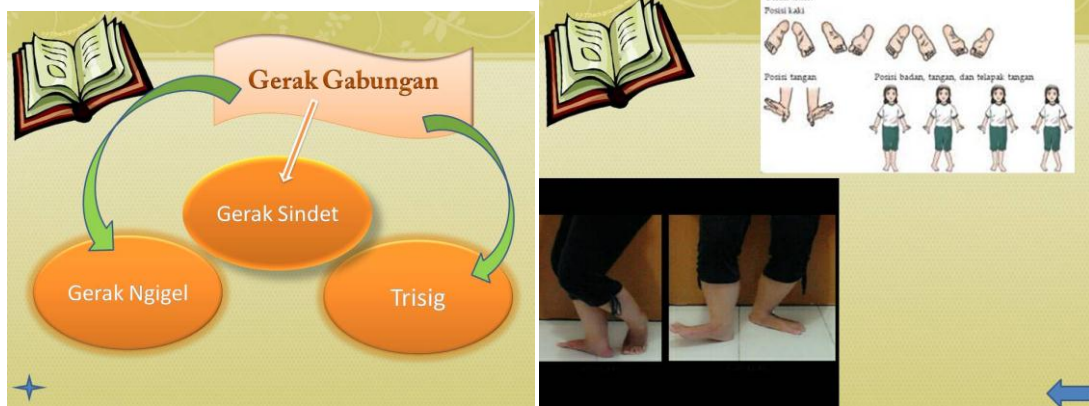 Gerak Gabungan
Gerak Sindet
Gerak Ngigel
Trisig
Posisi kaki
Posisi tangan
Posisi badan, tangan, dan telapak tangan